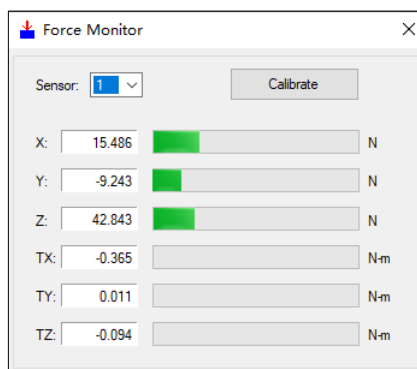 Force Monitor
Sensor: 1 Calibrate
X: 15.486 N
Y: -9.243 N
Z: 42.843 N
TX: -0.365 N-m
TY: 0.011 N-m
TZ: -0.094 N-m